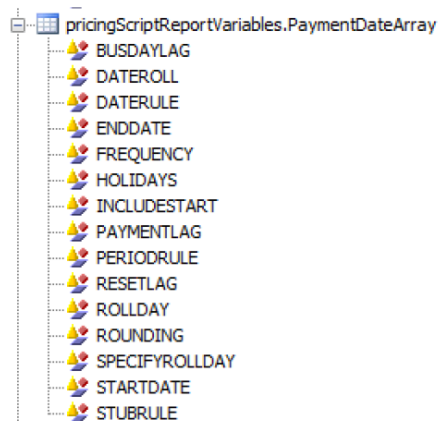 pricingScriptReportVariables.PaymentDateArray
BUSDAYLAG
DATEROLL
DATERULE
ENDDATE
FREQUENCY
HOLIDAYS
INCLUDESTART
PAYMENTLAG
PERIODRULE
RESETLAG
ROLLDAY
ROUNDING
SPECIFYROLLDAY
STARTDATE
STUBRULE